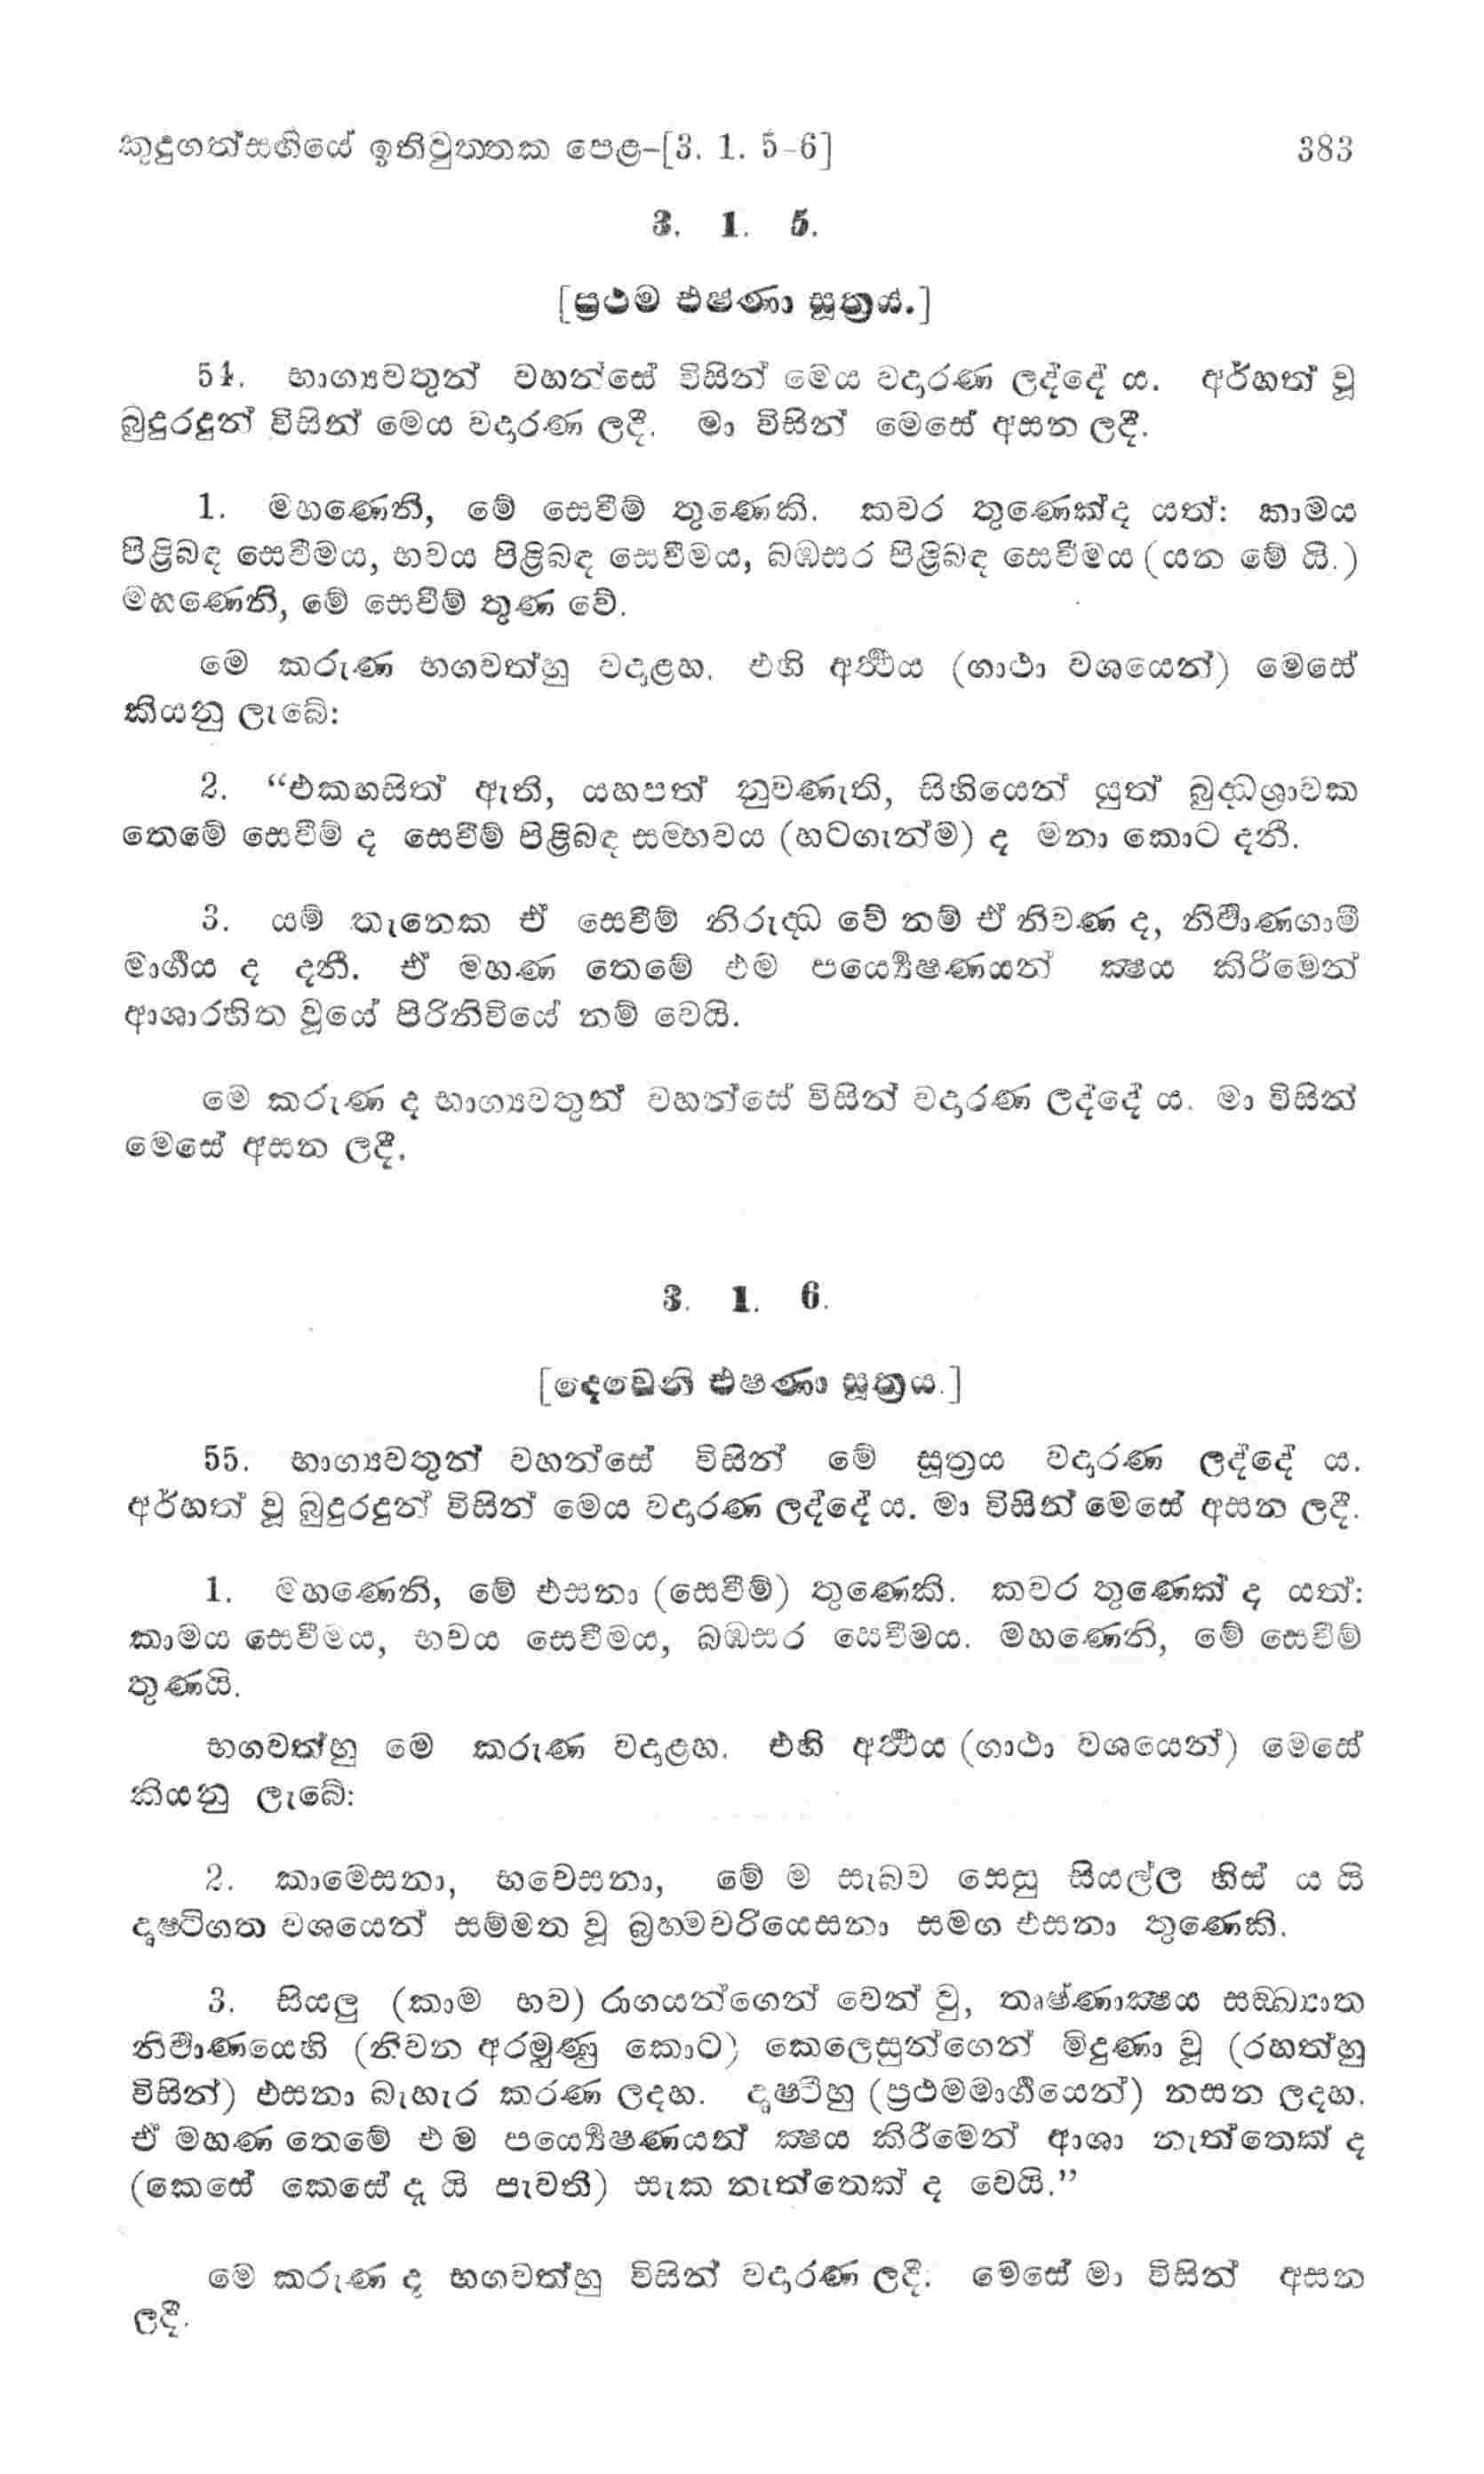 කුදුගත්සඟියේ ඉතිවුත්තක පෙළ–[3. 1. 5-6] 383
3. 1. 5.
[ප්‍රථම එෂණා සූත්‍රය.]
54. භාග්‍යවතුන් වහන්සේ විසින් මෙය වදාරණ ලද්දේ ය. අර්හත් වූ
බුදුරදුන් විසින් මෙය වදාරණ ලදී. මා විසින් මෙසේ අසන ලදී.
1. මහණෙනි, මේ සෙවීම් තුණෙකි. කවර තුණෙක්ද යත්: කාමය
පිළිබඳ සෙවීමය, භවය පිළිබඳ සෙවීමය, බඹසර පිළිබඳ සෙවීමය (යන මේ යි.)
මහණෙනි, මේ සෙවීම් තුණ වේ.
මෙ කරුණ භගවත්හු වදාළහ. එහි අර්‍ත්‍ථය (ගාථා වශයෙන්) මෙසේ
කියනු ලැබේ:
2. “එකඟසිත් ඇති, යහපත් නුවණැති, සිහියෙන් යුත් බුද්‍ධශ්‍රාවක
තෙමේ සෙවීම් ද සෙවීම් පිළිබඳ සම්භවය (හටගැන්ම) ද මනා කොට දනී.
3. යම් තැනෙක ඒ සෙවීම් නිරුද්‍ධ වේ නම් ඒ නිවණ ද, නිර්‍වාණගාමී
මාර්‍ගය ද දනී. ඒ මහණ තෙමේ එම පර්‍ය්‍යෙෂණයන් ක්‍ෂය කිරීමෙන්
ආශාරහිත වූයේ පිරිනිවියේ නම් වෙයි.
මෙ කරුණ ද භාග්‍යවතුන් වහන්සේ විසින් වදාරණ ලද්දේ ය. මා විසින්
මෙසේ අසන ලදී.
3. 1. 6.
[දෙවෙනි එෂණා සූත්‍රය.]
55. භාග්‍යවතුන් වහන්සේ විසින් මේ සූත්‍රය වදාරණ ලද්දේ ය.
අර්හත් වූ බුදුරදුන් විසින් මෙය වදාරණ ලද්දේ ය. මා විසින් මෙසේ අසන ලදී.
1. මහණෙනි, මේ එසනා (සෙවීම්) තුණෙකි. කවර තුණෙක් ද යත්:
කාමය සෙවීමය, භවය සෙවීමය, බඹසර සෙවීමය. මහණෙනි, මේ සෙවීම්
තුණයි.
භගවත්හු මෙ කරුණ වදාළහ. එහි අර්‍ත්‍ථය (ගාථා වශයෙන්) මෙසේ
කියනු ලැබේ:
2. කාමෙසනා, භවෙසනා, මේ ම සැබව සෙසු සියල්ල හිස් ය යි
දෘෂ්ටිගත වශයෙන් සම්මත වූ බ්‍රහ්මචරියෙසනා සමග එසනා තුණෙකි.
3. සියලු (කාම භව) රාගයන්ගෙන් වෙන් වු, තෘෂ්ණාක්‍ෂය සඞ්ඛ්‍යාත
නිර්‍වාණයෙහි (නිවන අරමුණු කොට) කෙලෙසුන්ගෙන් මිදුණා වූ (රහත්හු
විසින්) එසනා බැහැර කරණ ලදහ. දෘෂ්ටීහු (ප්‍රථමමාර්‍ගයෙන්) නසන ලදහ.
ඒ මහණ තෙමේ එ ම පර්‍ය්‍යෙෂණයන් ක්‍ෂය කිරීමෙන් ආශා නැත්තෙක් ද
(කෙසේ කෙසේ දැ යි පැවති) සැක නැත්තෙක් ද වෙයි.”
මෙ කරුණ ද භගවත්හු විසින් වදාරණ ලදී. මෙසේ මා විසින් අසන
ලදී.